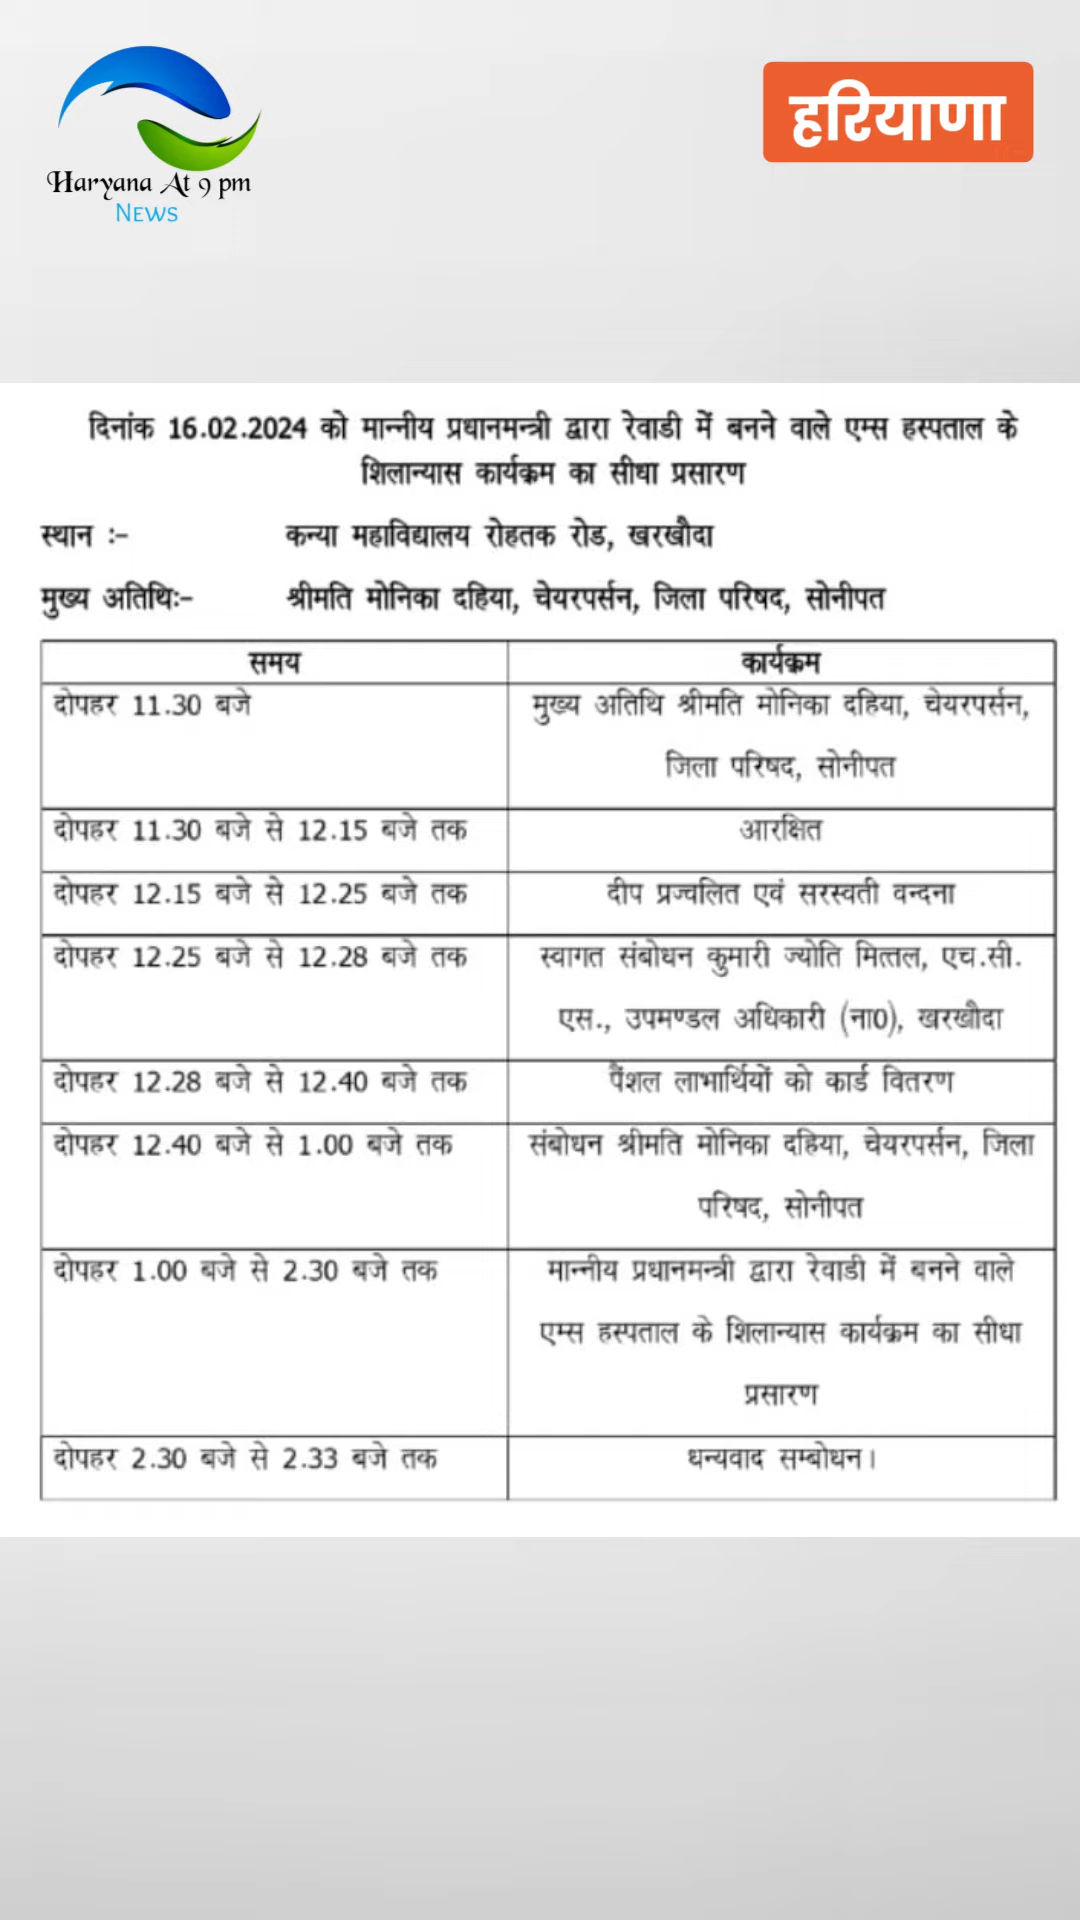 Haryana At 9 pm
NEWS
हरियाणा
दिनांक 16.02.2024 को मान्नीय प्रधानमन्त्री द्वारा रेवाडी में बनने वाले एम्स हस्पताल के
शिलान्यास कार्यक्रम का सीधा प्रसारण
स्थान :- कन्या महाविद्यालय रोहतक रोड, खरखौदा
मुख्य अतिथिः- श्रीमति मोनिका दहिया, चेयरपर्सन, जिला परिषद, सोनीपत
समय कार्यक्रम
दोपहर 11.30 बजे मुख्य अतिथि श्रीमति मोनिका दहिया, चेयरपर्सन,
जिला परिषद, सोनीपत
दोपहर 11.30 बजे से 12.15 बजे तक आरक्षित
दोपहर 12.15 बजे से 12.25 बजे तक दीप प्रज्वलित एवं सरस्वती वन्दना
दोपहर 12.25 बजे से 12.28 बजे तक स्वागत संबोधन कुमारी ज्योति मित्तल, एच.सी.
एस., उपमण्डल अधिकारी (ना0), खरखौदा
दोपहर 12.28 बजे से 12.40 बजे तक पैंशल लाभार्थियों को कार्ड वितरण
दोपहर 12.40 बजे से 1.00 बजे तक संबोधन श्रीमति मोनिका दहिया, चेयरपर्सन, जिला
परिषद, सोनीपत
दोपहर 1.00 बजे से 2.30 बजे तक मान्नीय प्रधानमन्त्री द्वारा रेवाडी में बनने वाले
एम्स हस्पताल के शिलान्यास कार्यक्रम का सीधा
प्रसारण
दोपहर 2.30 बजे से 2.33 बजे तक धन्यवाद सम्बोधन।